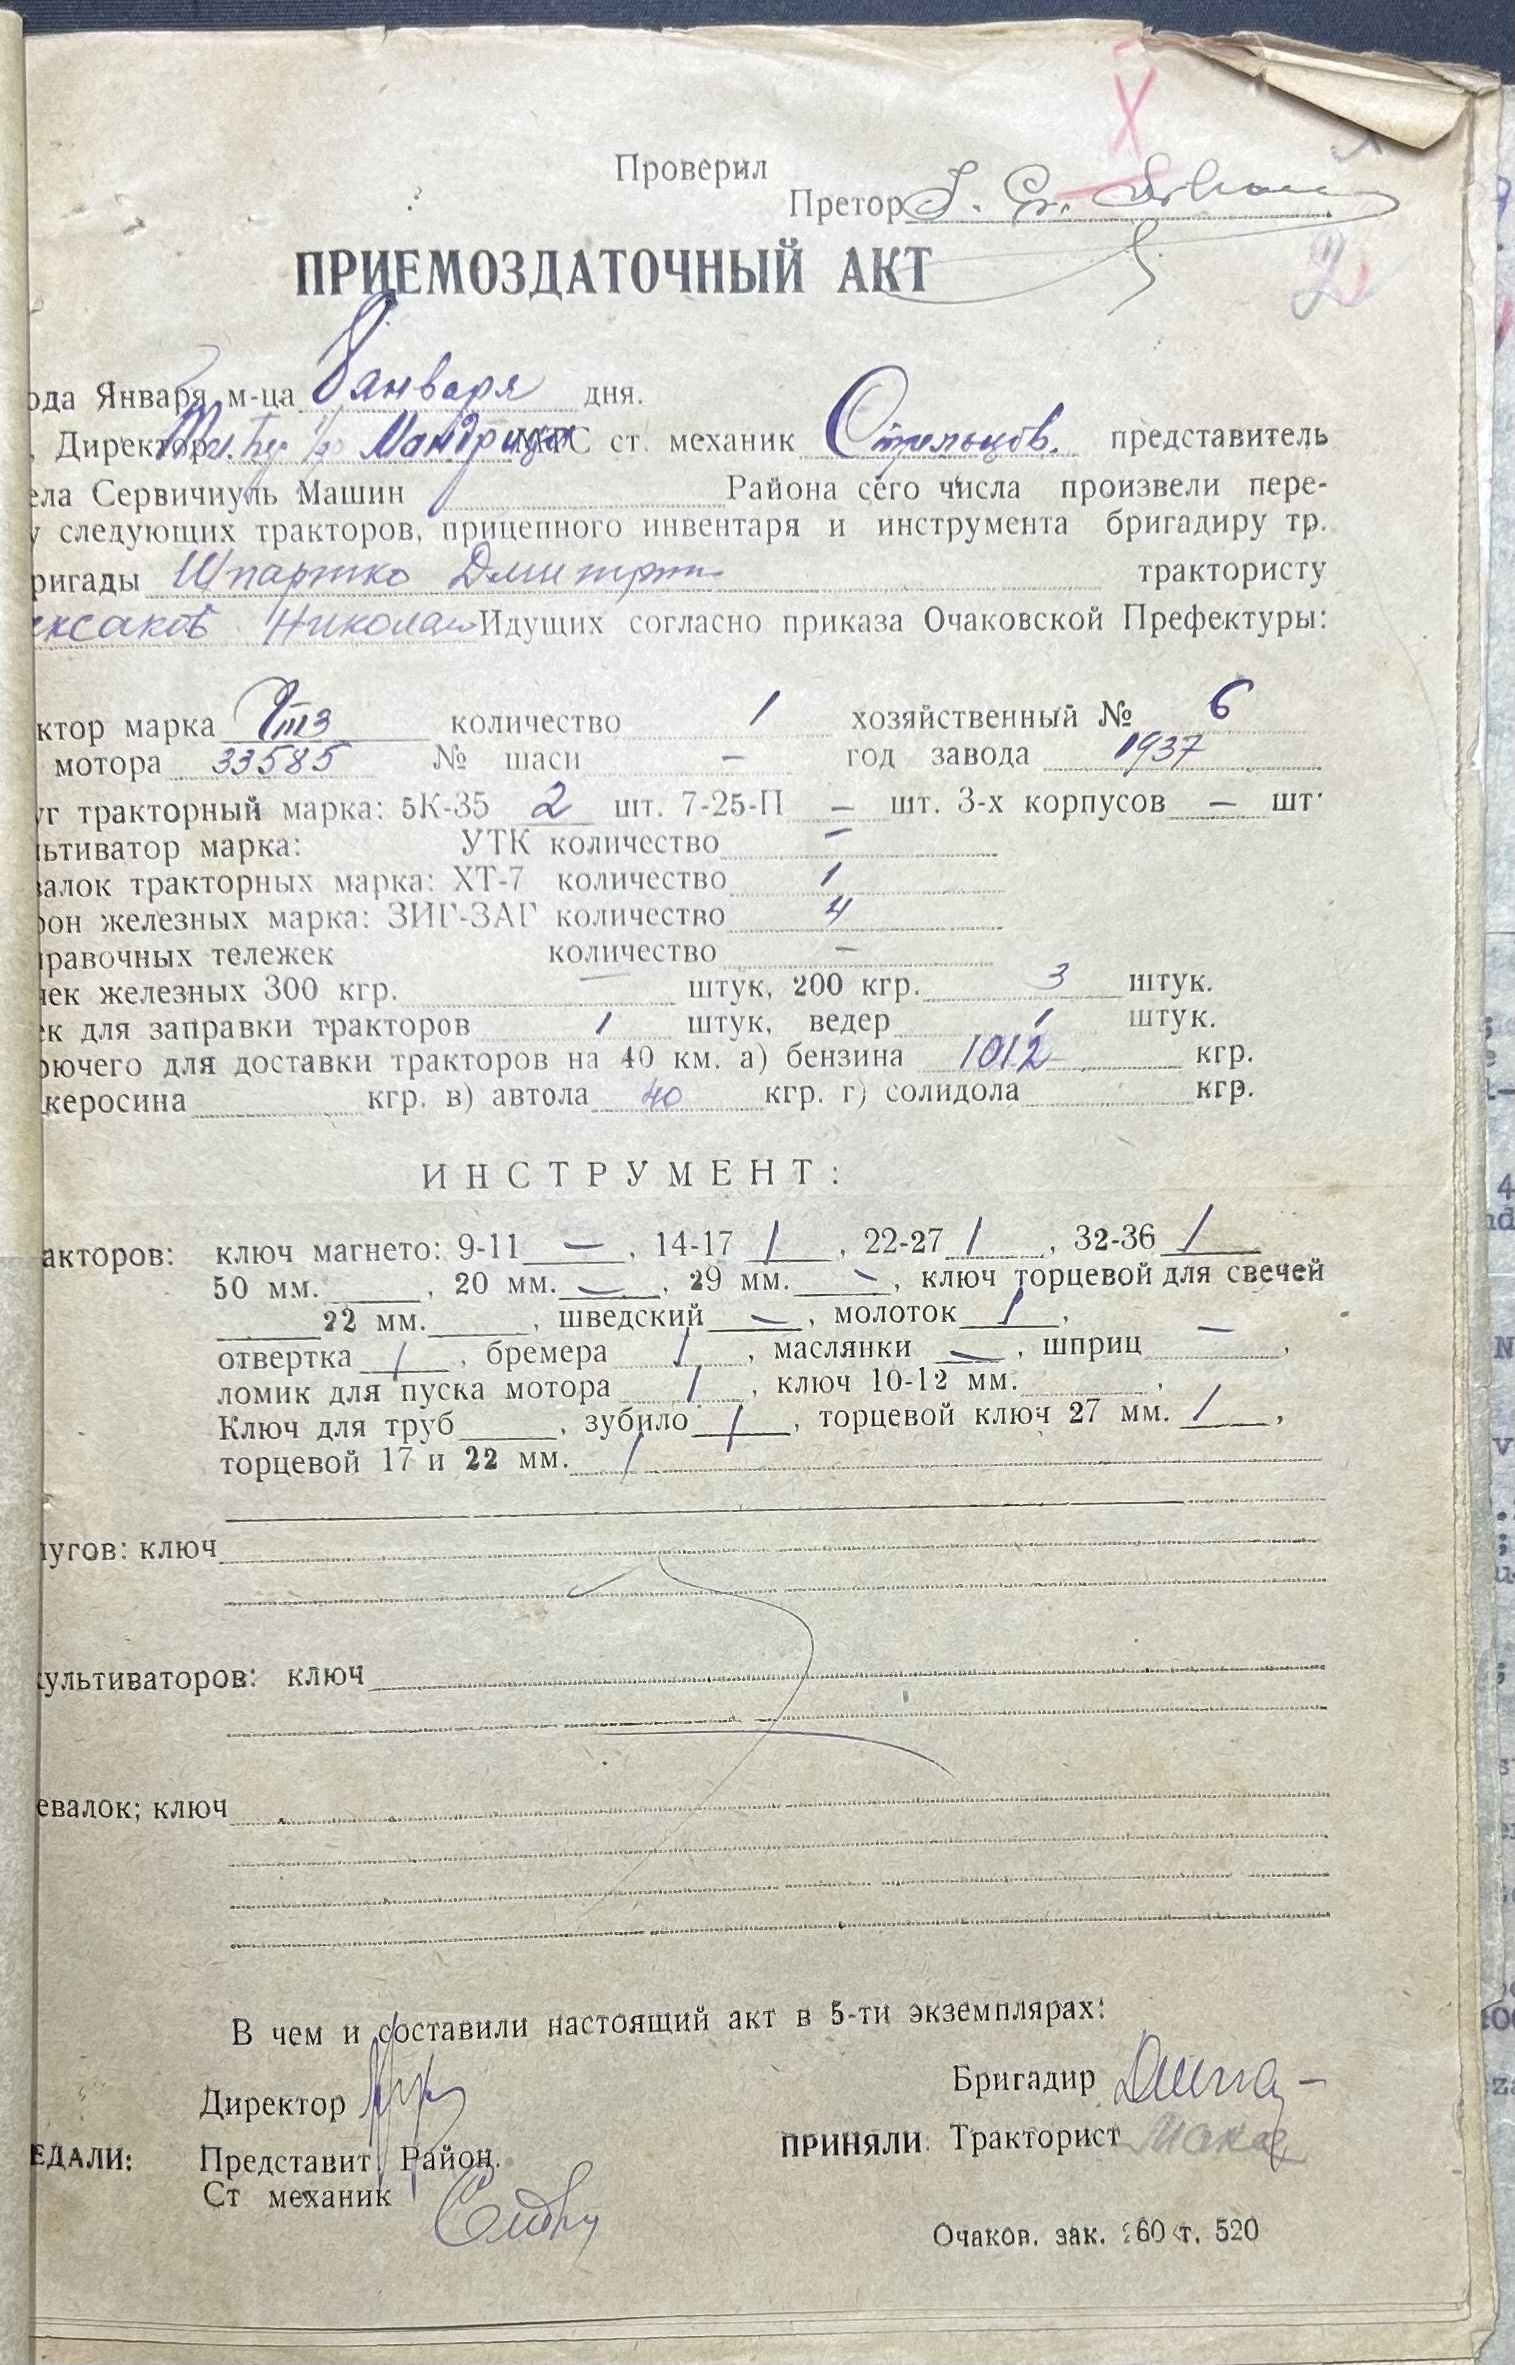 Проверил
Претор
ПРИЕМОЗДАТОЧНЫЙ АКТ
ода Января м-ца 8 января дня.
Директор МТС ст. механик Стрельцов. представитель
ела Сервичиуль Машин Района сего числа произвели пере-
у следующих тракторов, прицепного инвентаря и инструмента бригадиру тр.
ригады Шпартко Дмитрий трактористу
Николай Идущих согласно приказа Очаковской Префектуры:
ктор марка количество 1 хозяйственный № 6
мотора 33585 № шаси — год завода 1937
уг тракторный марка: 5К-35 2 шт. 7-25-П — шт. 3-х корпусов — шт.
льтиватор марка: УТК количество —
валок тракторных марка: ХТ-7 количество 1
рон железных марка: ЗИГ-ЗАГ количество 4
правочных тележек количество —
чек железных 300 кгр. — штук, 200 кгр. 3 штук.
ек для заправки тракторов 1 штук, ведер 1 штук.
рючего для доставки тракторов на 40 км. а) бензина 1012 кгр.
керосина кгр. в) автола 40 кгр. г) солидола кгр.
ИНСТРУМЕНТ:
акторов: ключ магнето: 9-11 —, 14-17 1, 22-27 1, 32-36 1
50 мм. , 20 мм. —, 29 мм. —, ключ торцевой для свечей
22 мм. , шведский —, молоток 1,
отвертка 1, бремера 1, маслянки —, шприц —,
ломик для пуска мотора 1, ключ 10-12 мм. ,
Ключ для труб , зубило 1, торцевой ключ 27 мм. 1,
торцевой 17 и 22 мм. 1
лугов: ключ
культиваторов: ключ
евалок; ключ
В чем и составили настоящий акт в 5-ти экземплярах:
Директор
Бригадир
ЕДАЛИ: Представит. Район.
ПРИНЯЛИ: Тракторист
Ст механик
Очаков. зак. 260 т. 520